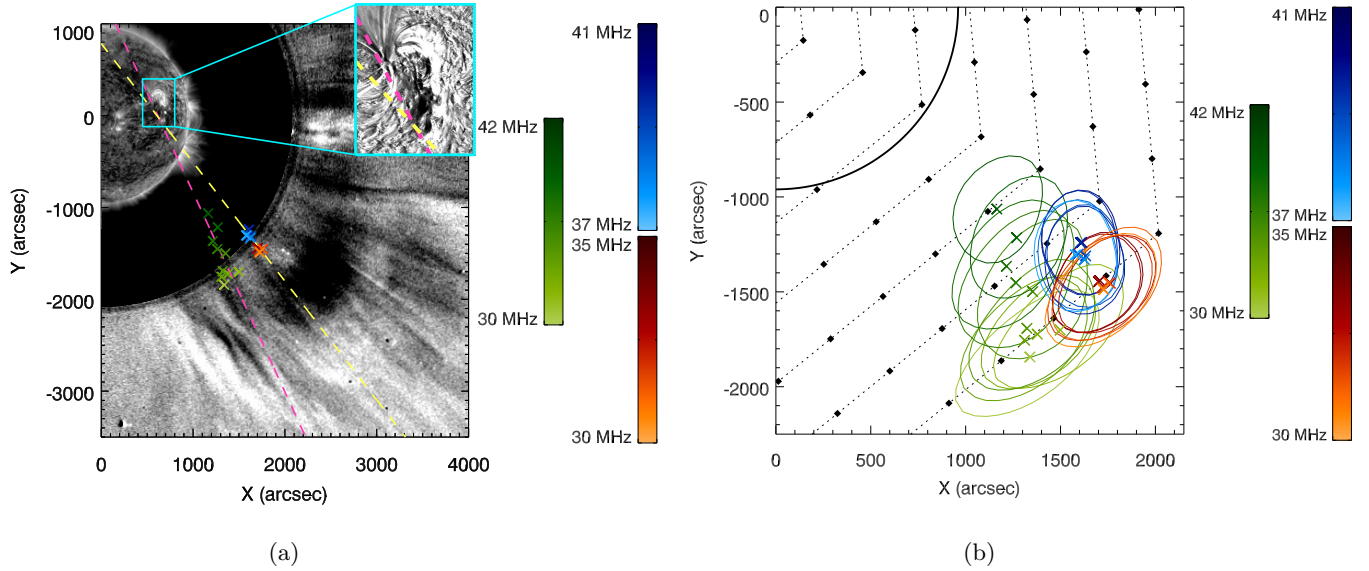 1000
0
-1000
-2000
-3000
Y (arcsec)
0
1000
2000
3000
4000
X (arcsec)
42 MHz
30 MHz
41 MHz
37 MHz
35 MHz
30 MHz
(a)
0
-500
-1000
-1500
-2000
Y (arcsec)
0
500
1000
1500
2000
X (arcsec)
42 MHz
30 MHz
41 MHz
37 MHz
35 MHz
30 MHz
(b)